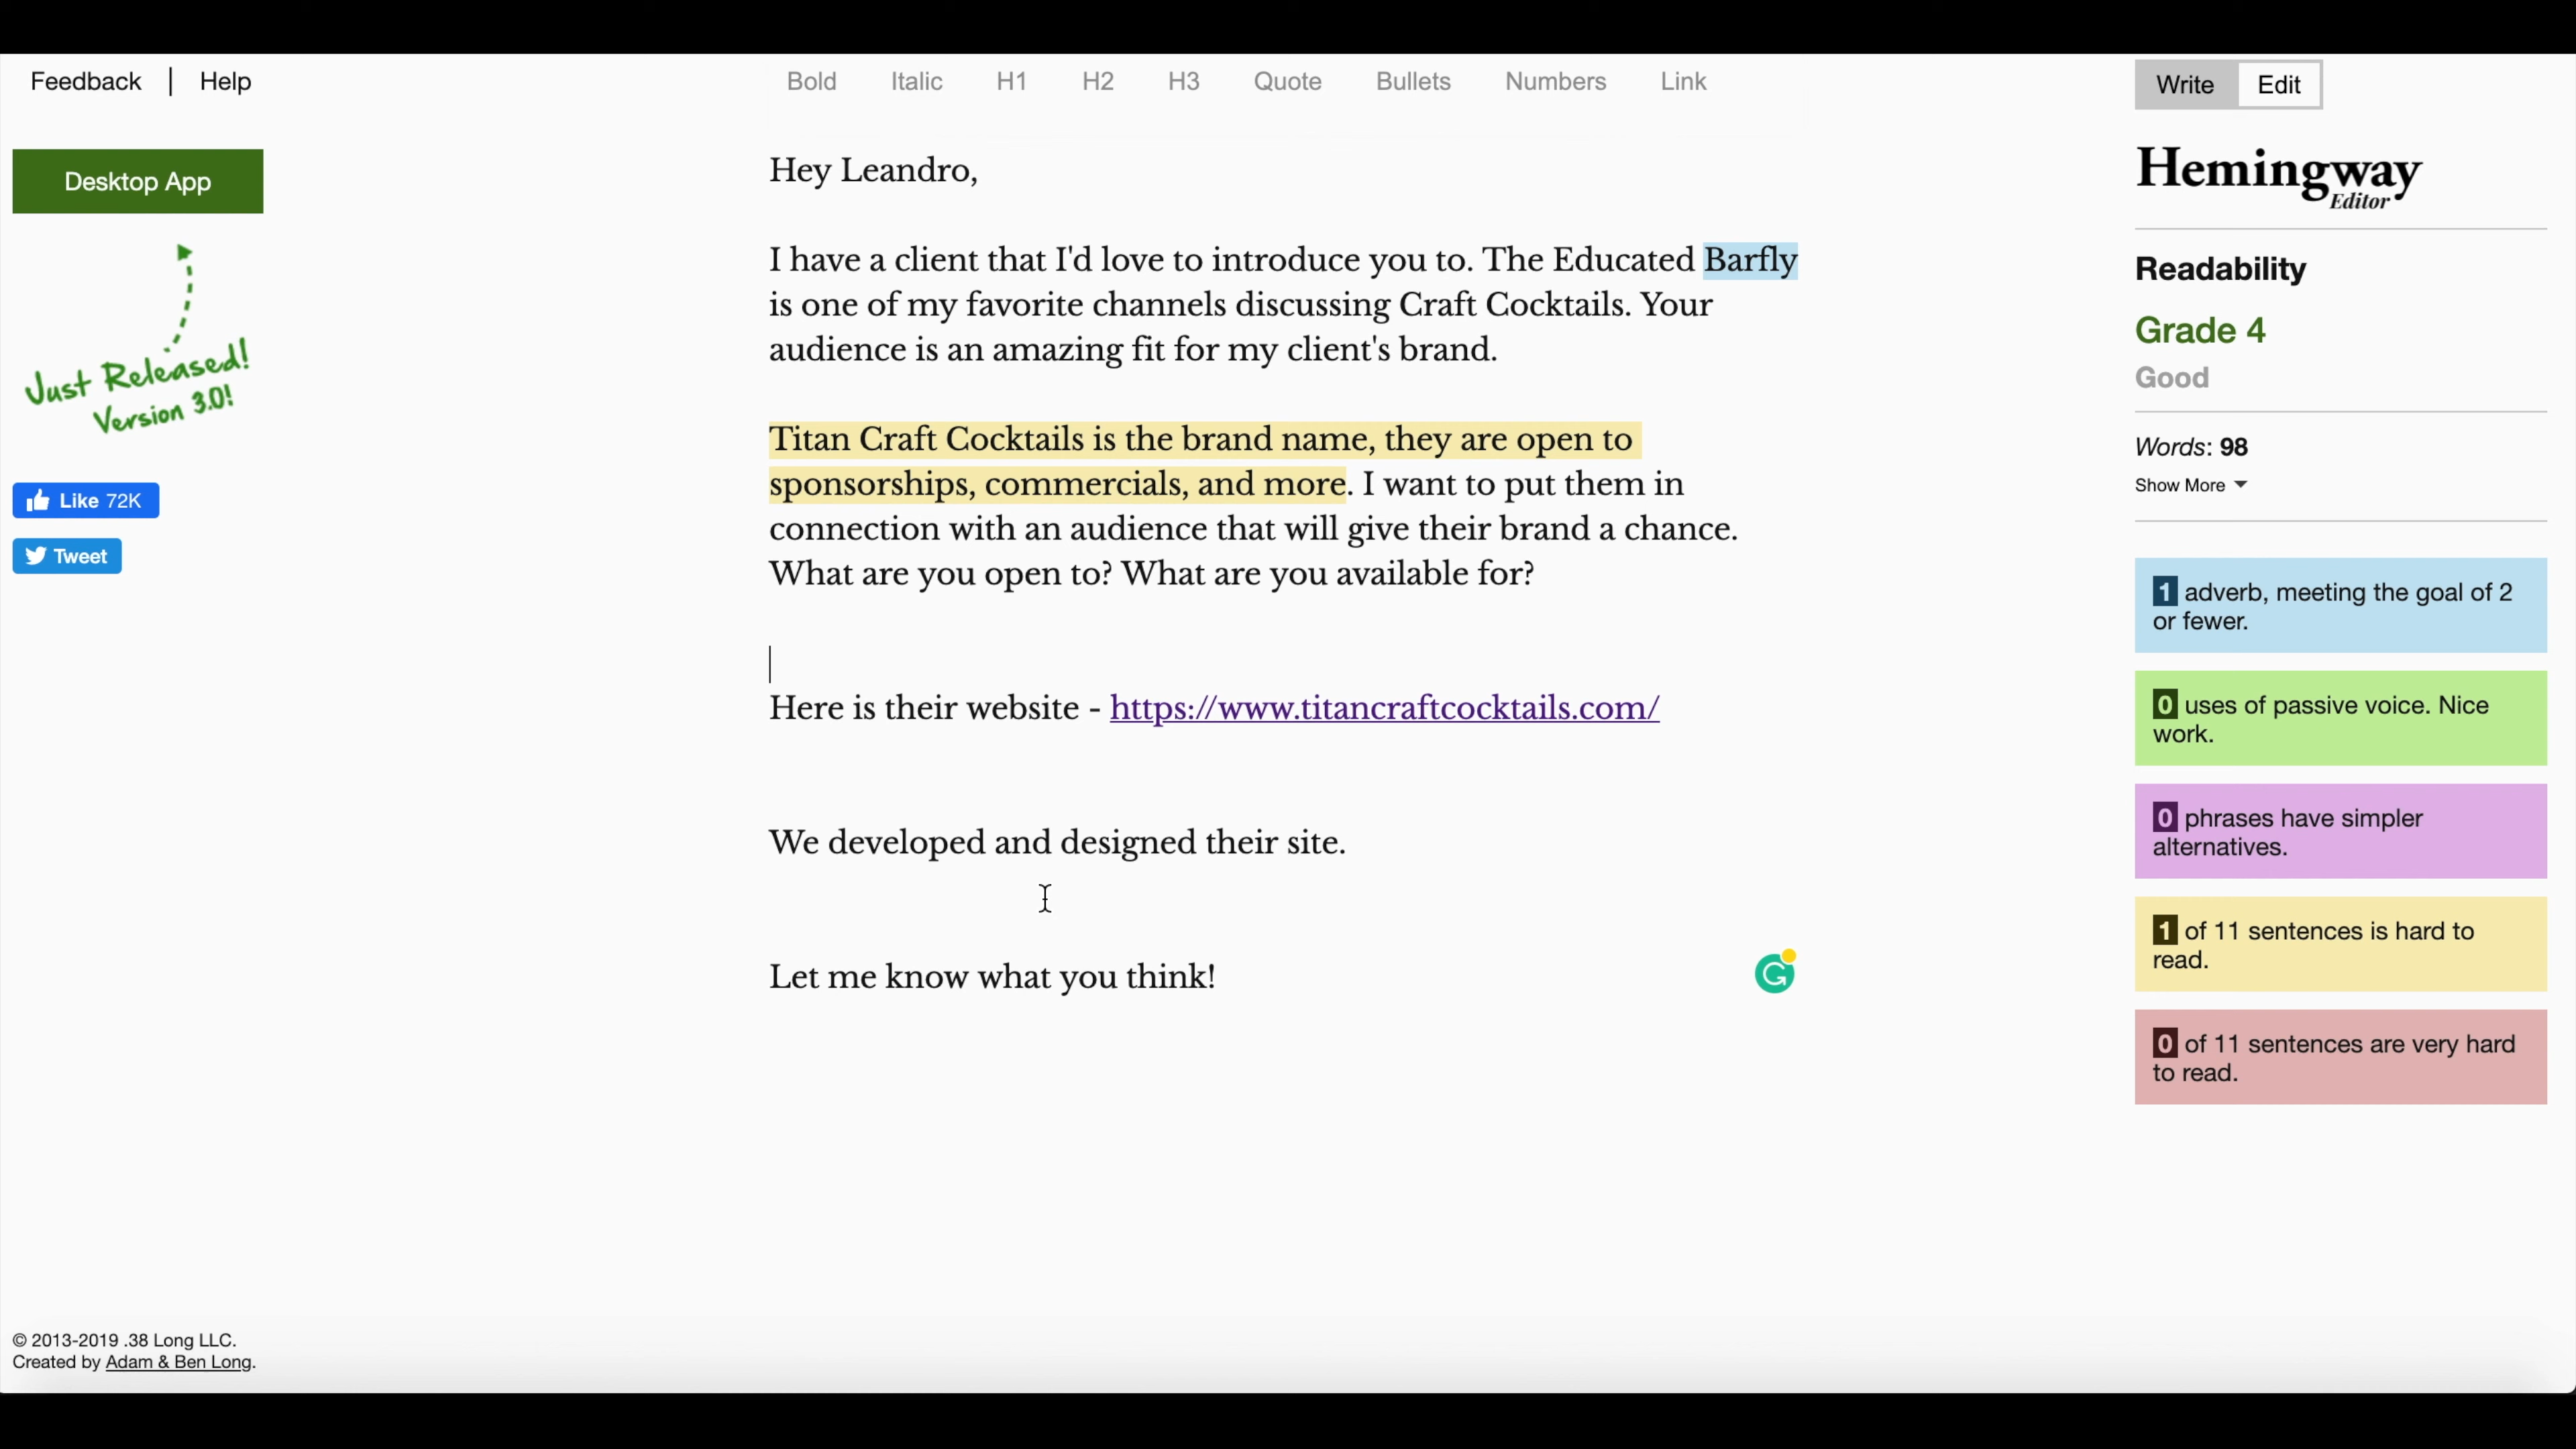 Feedback | Help
Bold Italic H1 H2 H3 Quote Bullets Numbers Link
Write Edit
Desktop App
Just Released!
Version 3.0!
Like 72K
Tweet
Hey Leandro,
I have a client that I'd love to introduce you to. The Educated Barfly
is one of my favorite channels discussing Craft Cocktails. Your
audience is an amazing fit for my client's brand.
Titan Craft Cocktails is the brand name, they are open to
sponsorships, commercials, and more. I want to put them in
connection with an audience that will give their brand a chance.
What are you open to? What are you available for?
Here is their website - https://www.titancraftcocktails.com/
We developed and designed their site.
Let me know what you think!
G
Hemingway
Editor
Readability
Grade 4
Good
Words: 98
Show More
1 adverb, meeting the goal of 2
or fewer.
0 uses of passive voice. Nice
work.
0 phrases have simpler
alternatives.
1 of 11 sentences is hard to
read.
0 of 11 sentences are very hard
to read.
© 2013-2019 .38 Long LLC.
Created by Adam & Ben Long.